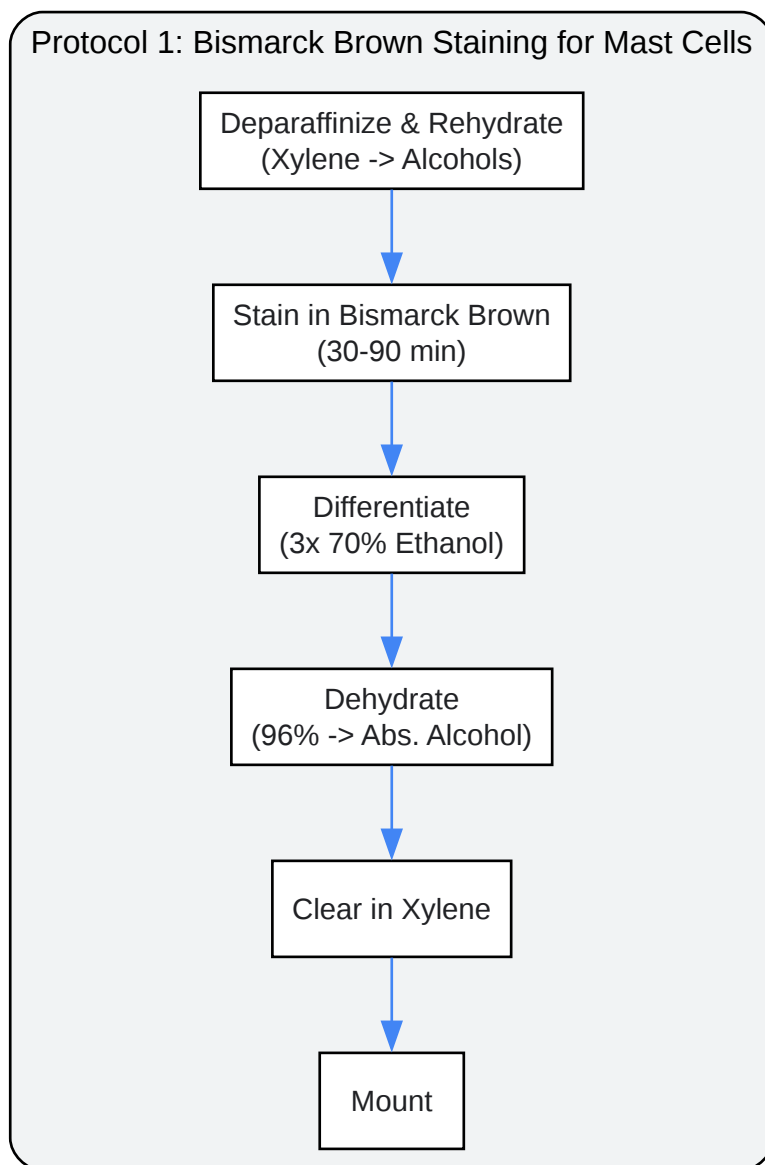 Protocol 1: Bismarck Brown Staining for Mast Cells
Deparaffinize & Rehydrate
(Xylene -> Alcohols)
Stain in Bismarck Brown
(30-90 min)
Differentiate
(3x 70% Ethanol)
Dehydrate
(96% -> Abs. Alcohol)
Clear in Xylene
Mount